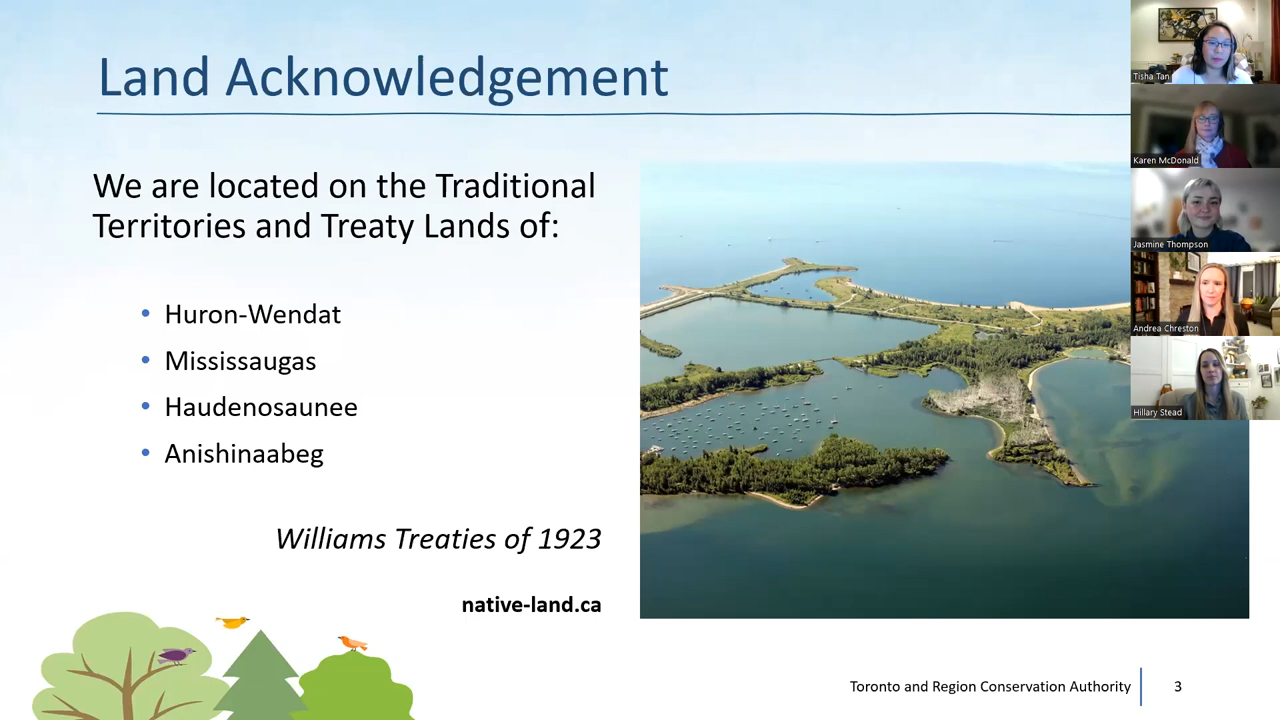 Land Acknowledgement
We are located on the Traditional
Territories and Treaty Lands of:
• Huron-Wendat
• Mississaugas
• Haudenosaunee
• Anishinaabeg
Williams Treaties of 1923
native-land.ca
Tisha Tan
Karen McDonald
Jasmine Thompson
Andrea Chreston
Hillary Stead
Toronto and Region Conservation Authority 3